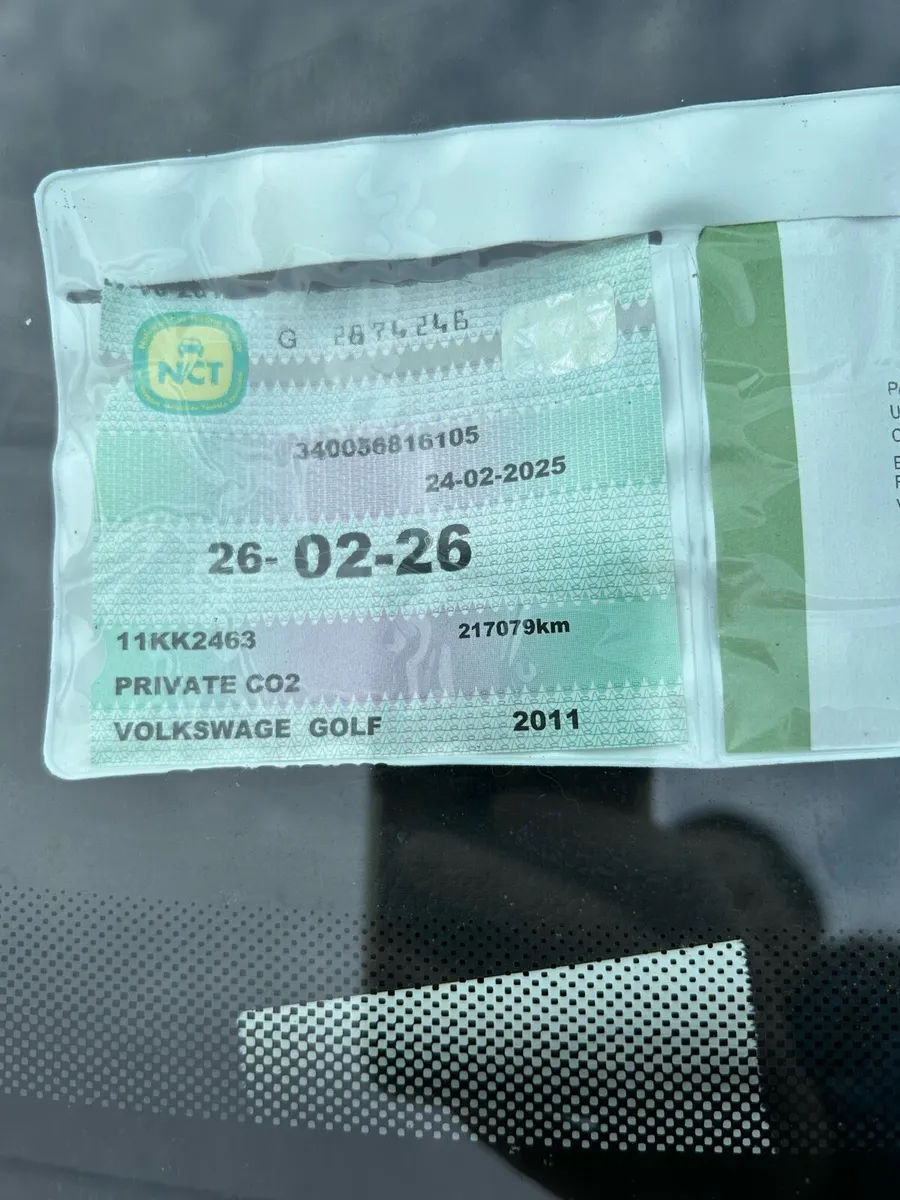 NCT
G 2874246
340056816105
24-02-2025
26- 02-26
11KK2463
217079km
PRIVATE CO2
VOLKSWAGE GOLF 2011